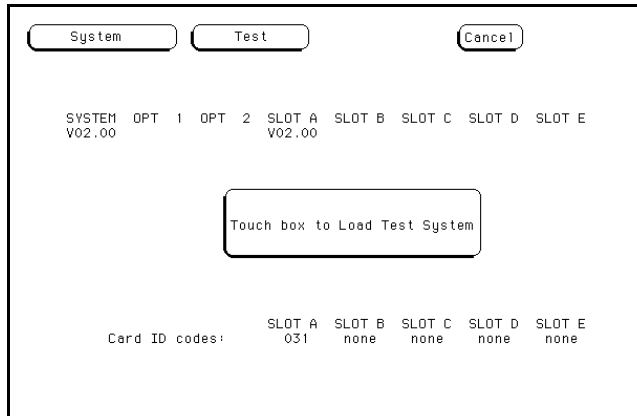 System Test Cancel
SYSTEM OPT 1 OPT 2 SLOT A SLOT B SLOT C SLOT D SLOT E
V02.00 V02.00
Touch box to Load Test System
SLOT A SLOT B SLOT C SLOT D SLOT E
Card ID codes: 031 none none none none